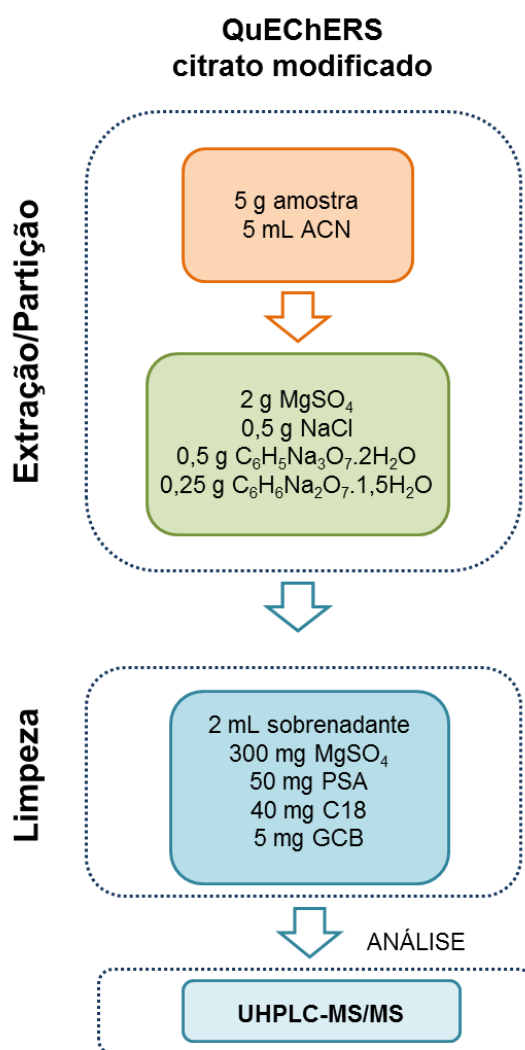 QuEChERS
citrato modificado
Extração/Partição
5 g amostra
5 mL ACN
2 g MgSO₄
0,5 g NaCl
0,5 g C₆H₅Na₃O₇.2H₂O
0,25 g C₆H₆Na₂O₇.1,5H₂O
Limpeza
2 mL sobrenadante
300 mg MgSO₄
50 mg PSA
40 mg C18
5 mg GCB
ANÁLISE
UHPLC-MS/MS